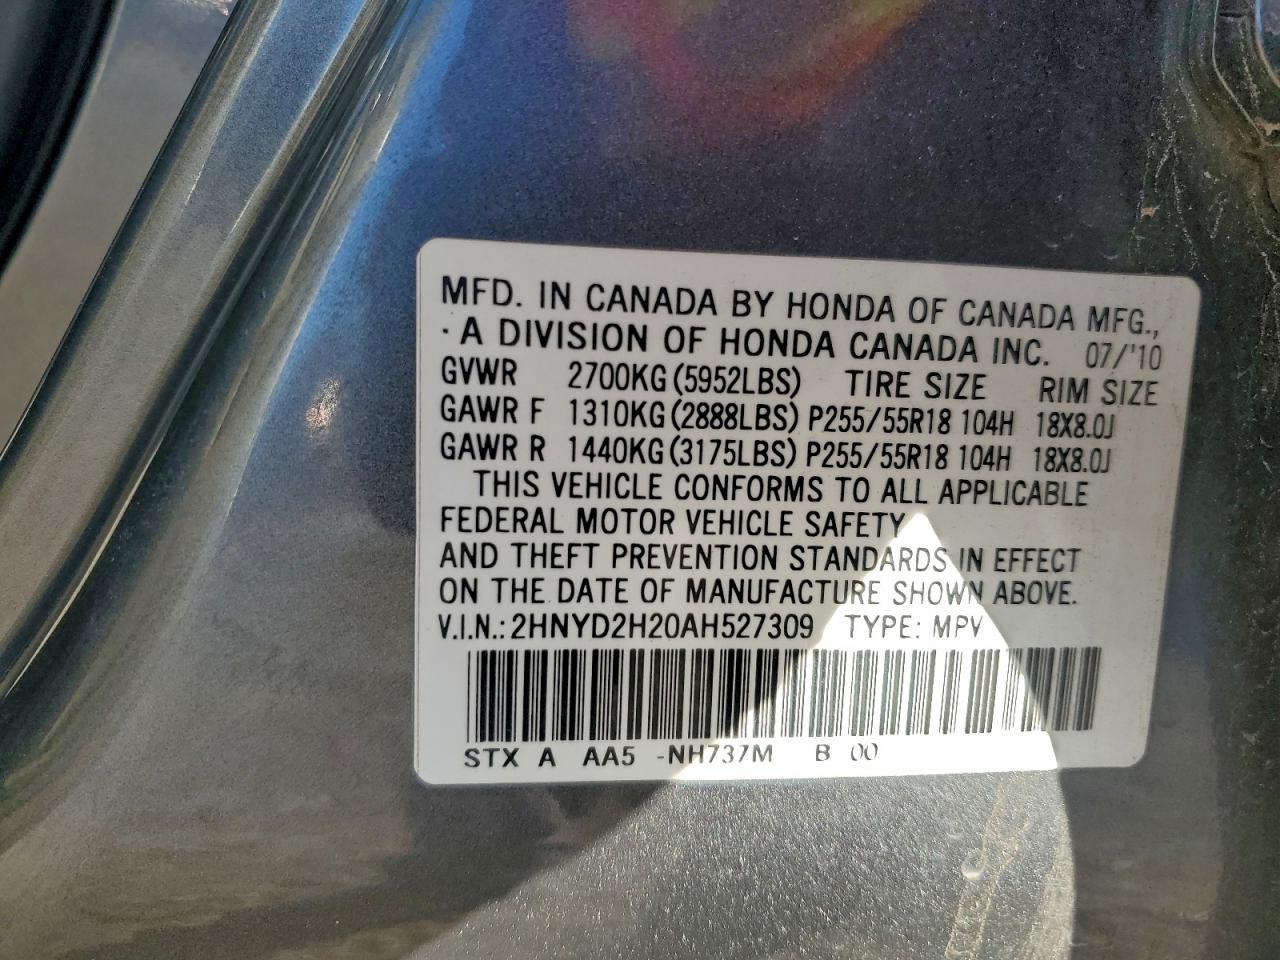 MFD. IN CANADA BY HONDA OF CANADA MFG.,
· A DIVISION OF HONDA CANADA INC. 07/'10
GVWR 2700KG (5952LBS) TIRE SIZE RIM SIZE
GAWR F 1310KG (2888LBS) P255/55R18 104H 18X8.0J
GAWR R 1440KG (3175LBS) P255/55R18 104H 18X8.0J
THIS VEHICLE CONFORMS TO ALL APPLICABLE
FEDERAL MOTOR VEHICLE SAFETY
AND THEFT PREVENTION STANDARDS IN EFFECT
ON THE DATE OF MANUFACTURE SHOWN ABOVE.
V.I.N.: 2HNYD2H20AH527309 TYPE: MPV
STX A AA5 -NH737M B 00